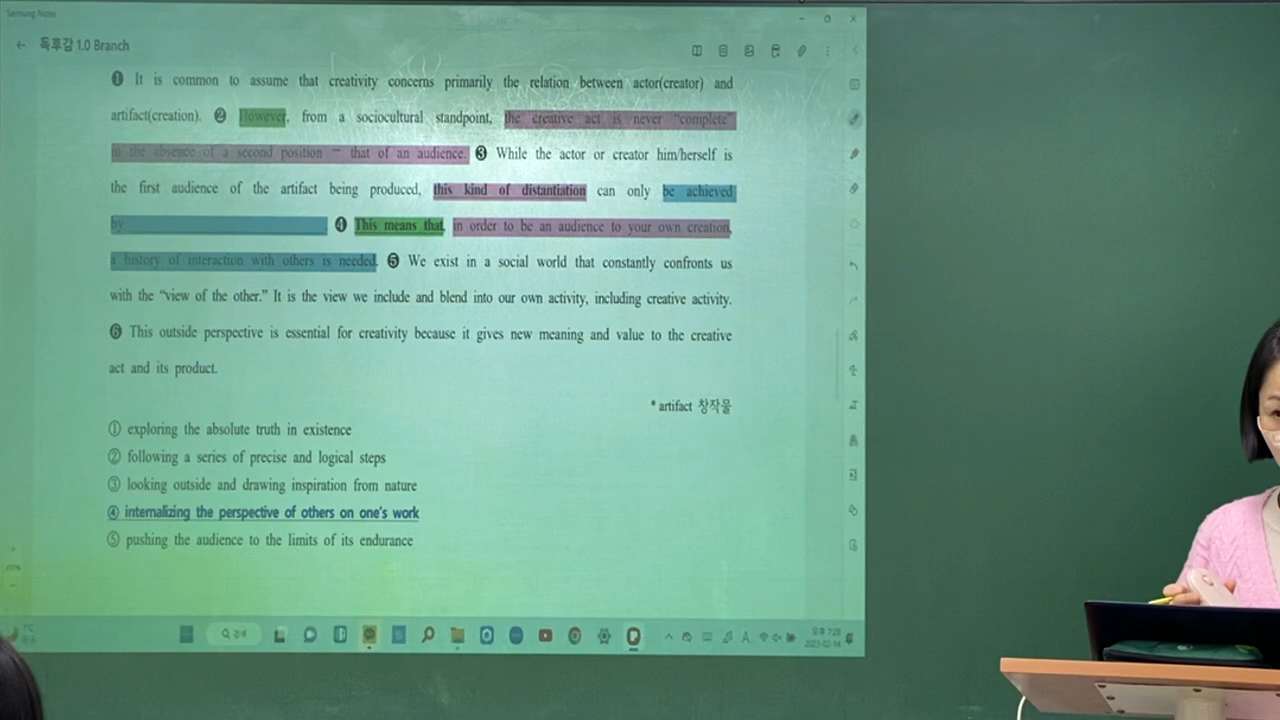 Samsung Notes
독후감 1.0 Branch
❶ It is common to assume that creativity concerns primarily the relation between actor(creator) and
artifact(creation). ❷ However, from a sociocultural standpoint, the creative act is never “complete”
in the absence of a second position – that of an audience. ❸ While the actor or creator him/herself is
the first audience of the artifact being produced, this kind of distantiation can only be achieved
by ❹ This means that, in order to be an audience to your own creation,
a history of interaction with others is needed. ❺ We exist in a social world that constantly confronts us
with the “view of the other.” It is the view we include and blend into our own activity, including creative activity.
❻ This outside perspective is essential for creativity because it gives new meaning and value to the creative
act and its product.
* artifact 창작물
① exploring the absolute truth in existence
② following a series of precise and logical steps
③ looking outside and drawing inspiration from nature
④ internalizing the perspective of others on one’s work
⑤ pushing the audience to the limits of its endurance
검색
오후 7:28